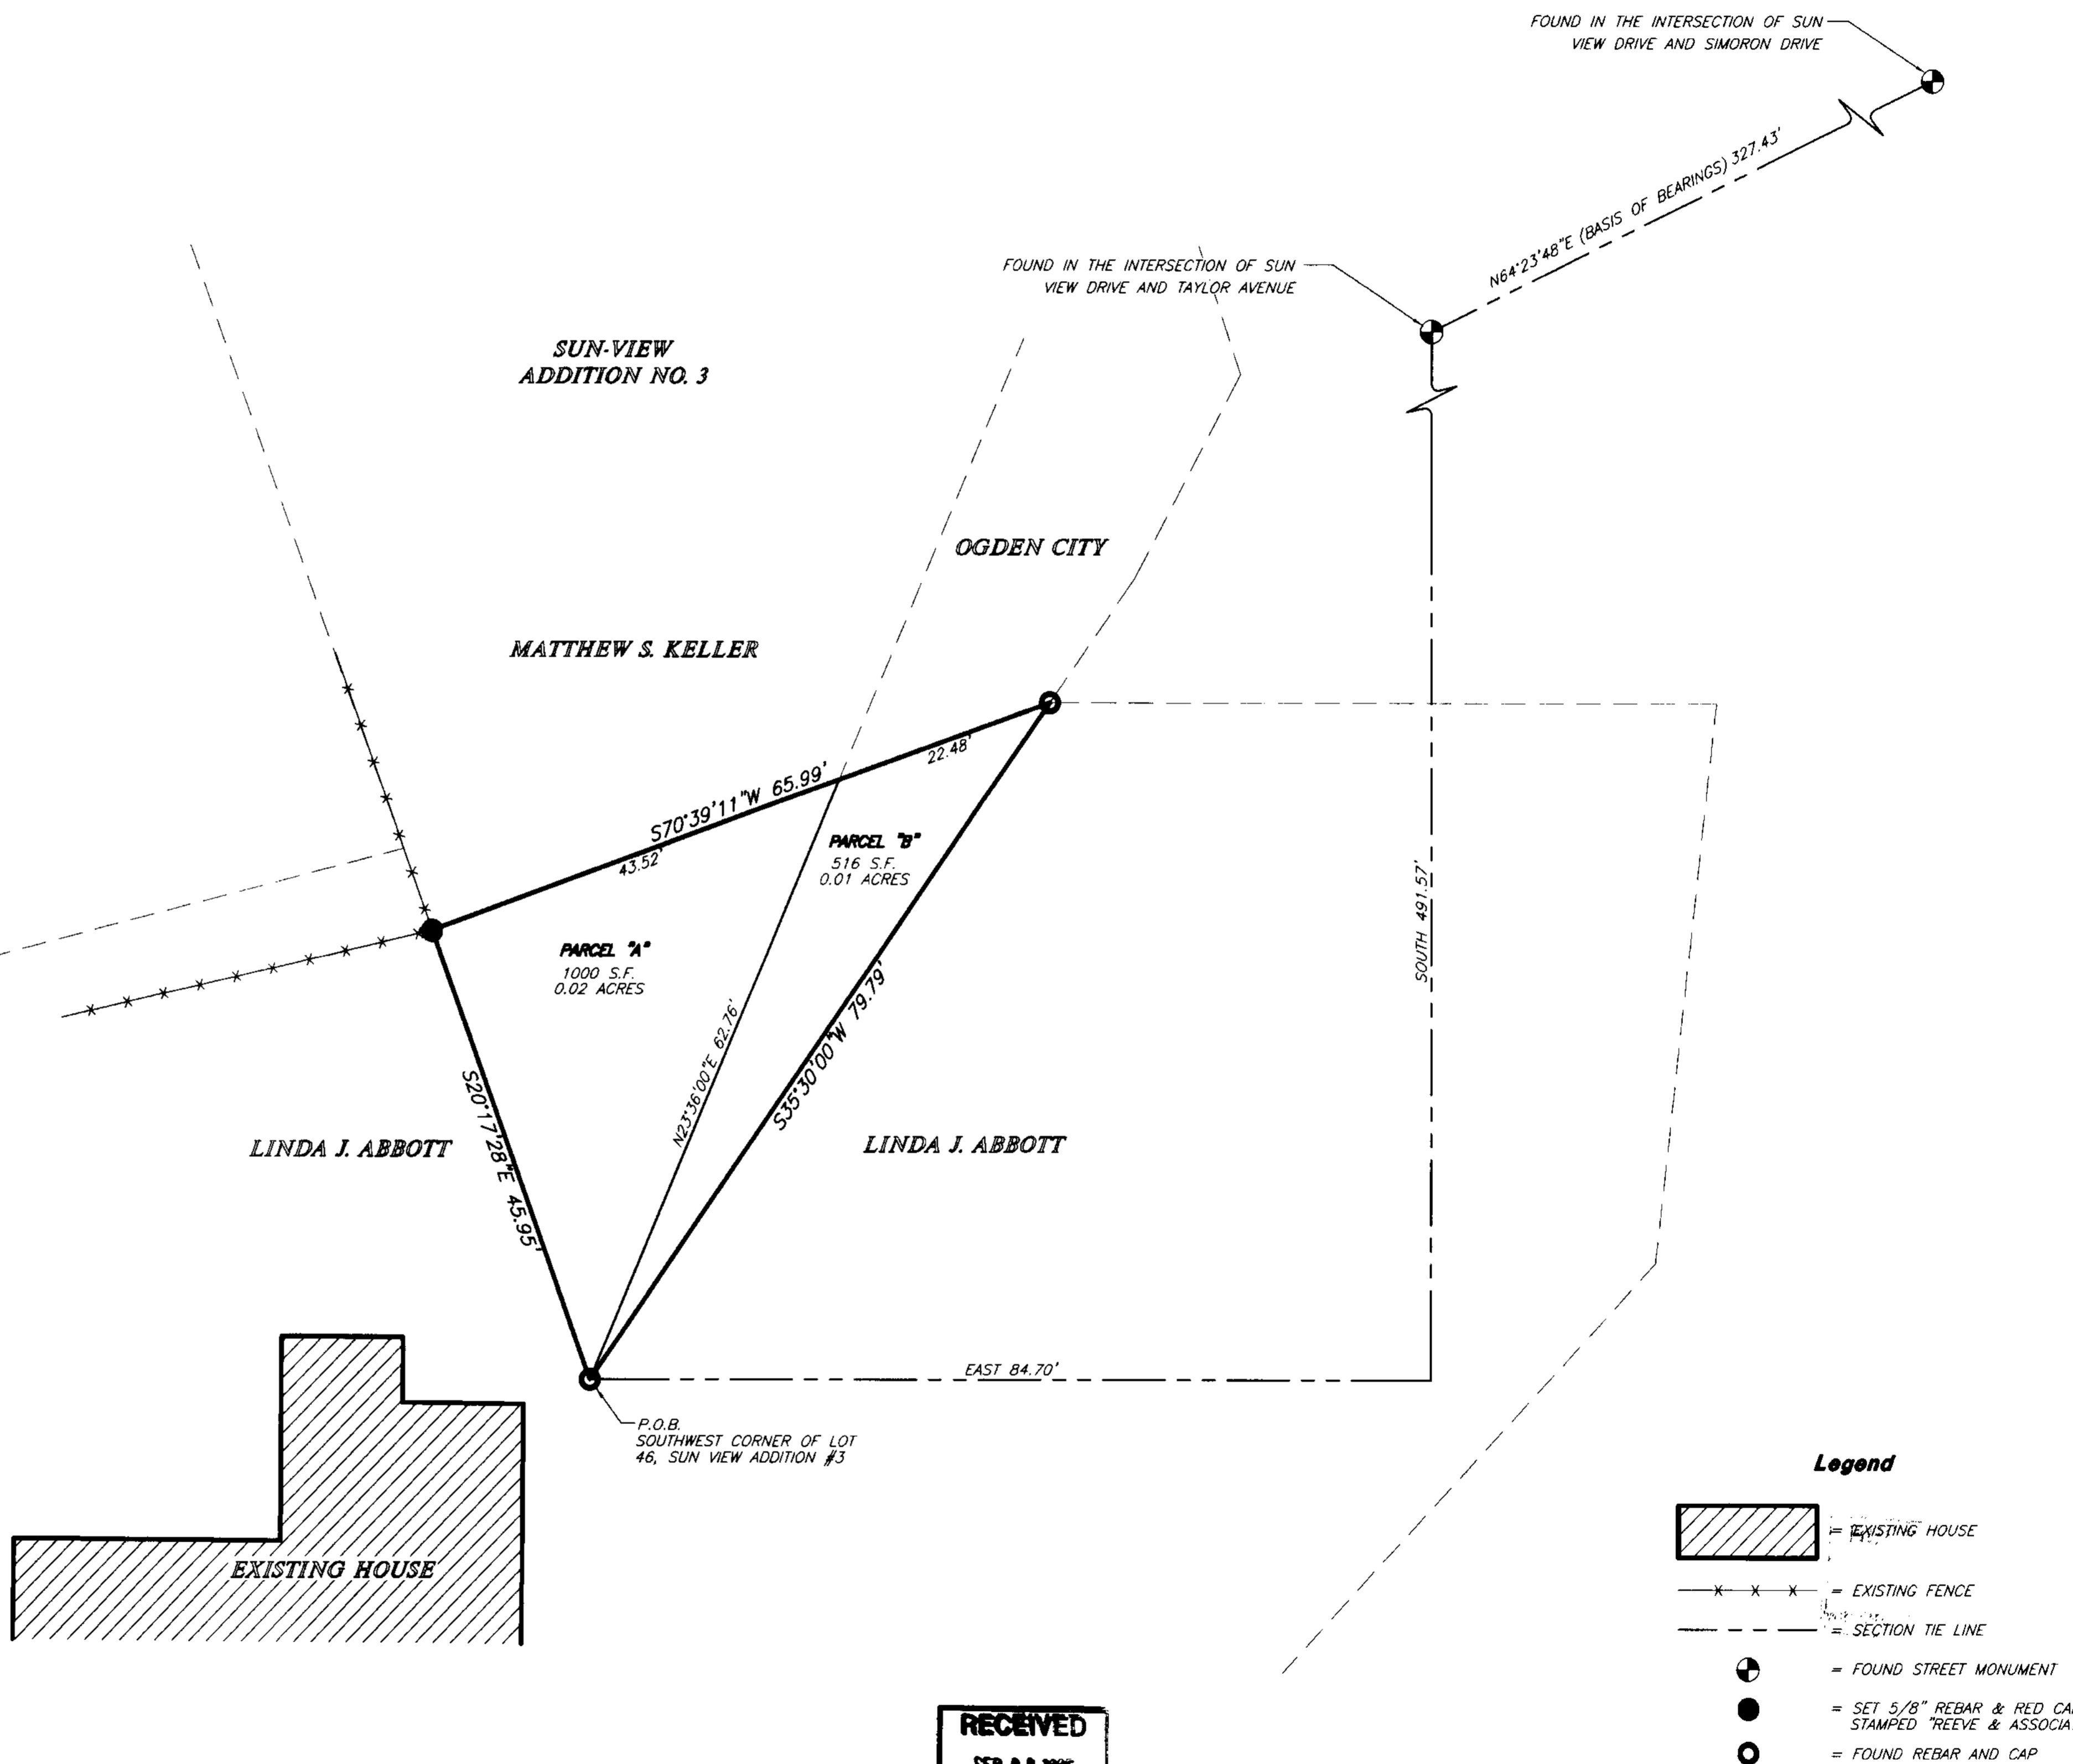 FOUND IN THE INTERSECTION OF SUN
VIEW DRIVE AND SIMORON DRIVE
N64°23'48"E (BASIS OF BEARINGS) 327.43'
FOUND IN THE INTERSECTION OF SUN
VIEW DRIVE AND TAYLOR AVENUE
SUN-VIEW
ADDITION NO. 3
OGDEN CITY
MATTHEW S. KELLER
22.48'
S70°39'11"W 65.99'
43.52'
PARCEL "B"
516 S.F.
0.01 ACRES
PARCEL "A"
1000 S.F.
0.02 ACRES
SOUTH 491.57'
N23°36'00"E 62.76'
S35°30'00"W 79.79'
S20°17'28"E 45.95'
LINDA J. ABBOTT
LINDA J. ABBOTT
EAST 84.70'
P.O.B.
SOUTHWEST CORNER OF LOT
46, SUN VIEW ADDITION #3
EXISTING HOUSE
Legend
= EXISTING HOUSE
= EXISTING FENCE
= SECTION TIE LINE
= FOUND STREET MONUMENT
= SET 5/8" REBAR & RED
STAMPED "REEVE &
= FOUND REBAR AND CAP
RECEIVED